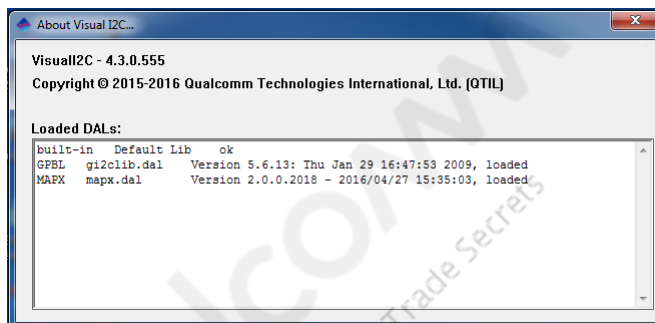 About Visual I2C...
VisualI2C - 4.3.0.555
Copyright © 2015-2016 Qualcomm Technologies International, Ltd. (QTIL)
Loaded DALs:
built-in Default Lib ok
GPBL gi2clib.dal Version 5.6.13: Thu Jan 29 16:47:53 2009, loaded
MAPX mapx.dal Version 2.0.0.2018 - 2016/04/27 15:35:03, loaded
Trade Secrets